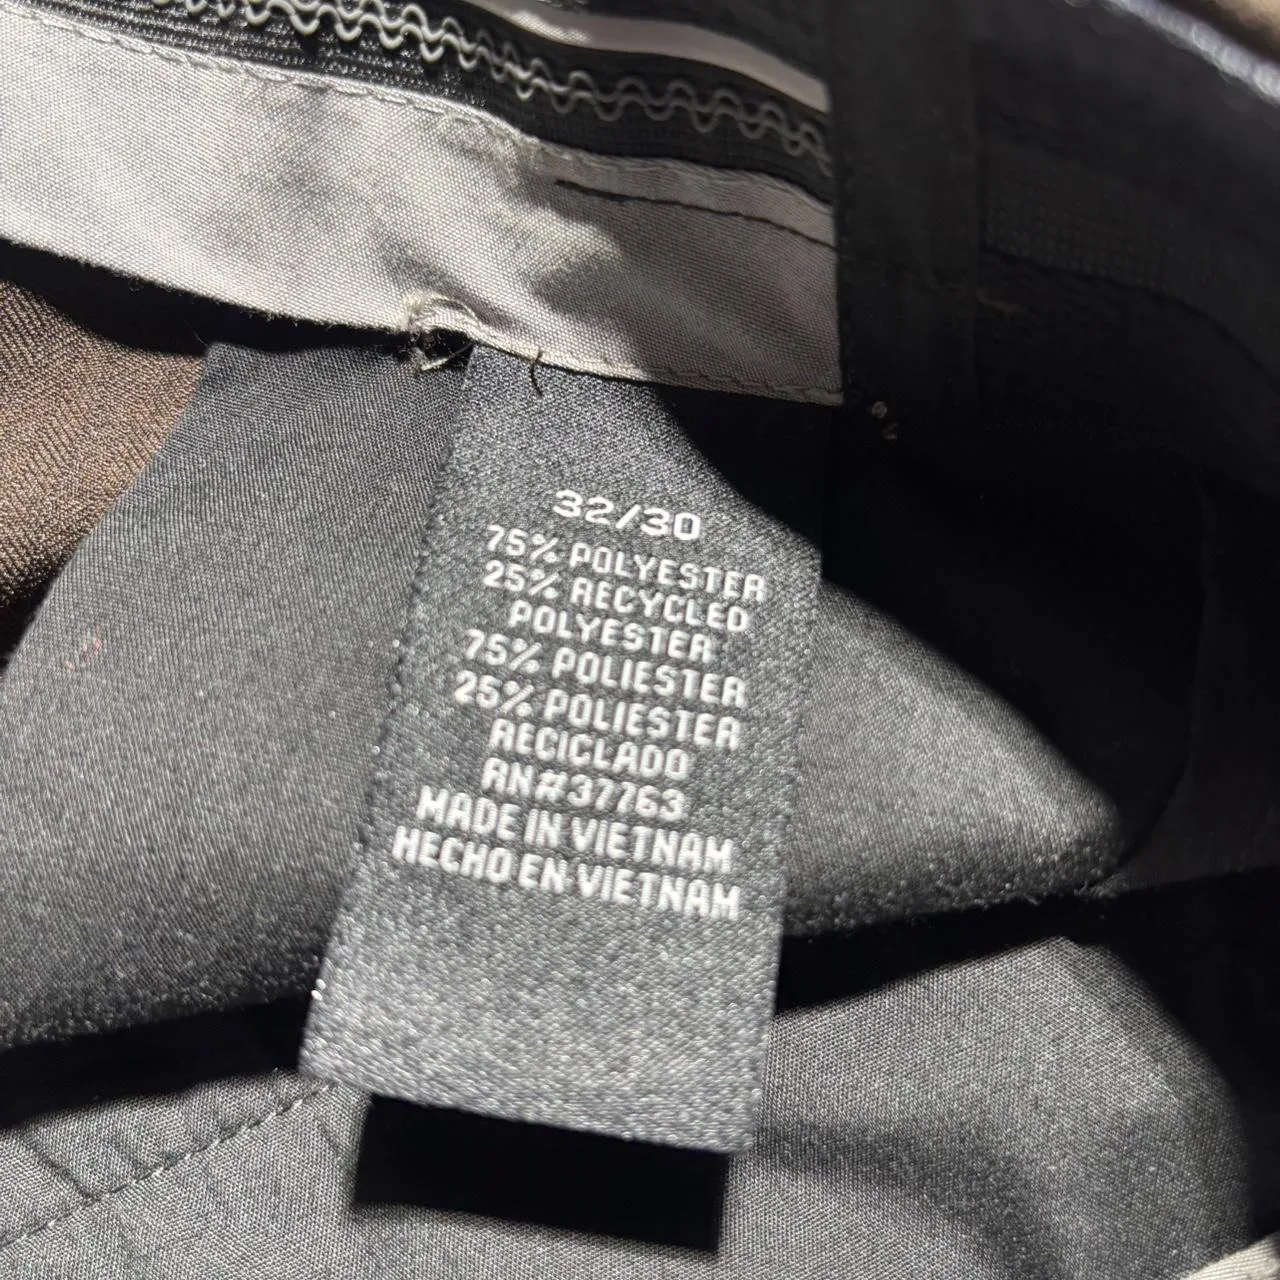 32/30
75% POLYESTER
25% RECYCLED
POLYESTER
75% POLIESTER
25% POLIESTER
RECICLADO
RN#37763
MADE IN VIETNAM
HECHO EN VIETNAM